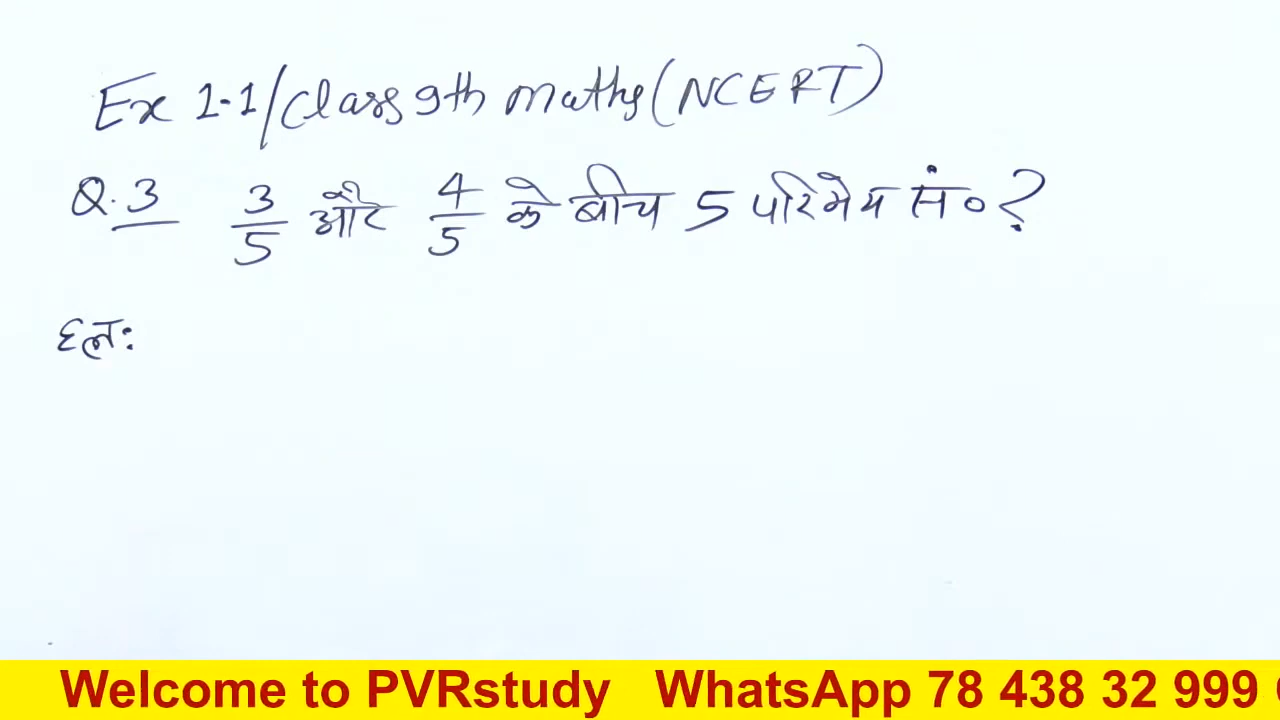 Ex 1.1/Class 9th maths (NCERT)
Q.3 3/5 और 4/5 के बीच 5 परिमेय सं० ?
हल:
Welcome to PVRstudy WhatsApp 78 438 32 999